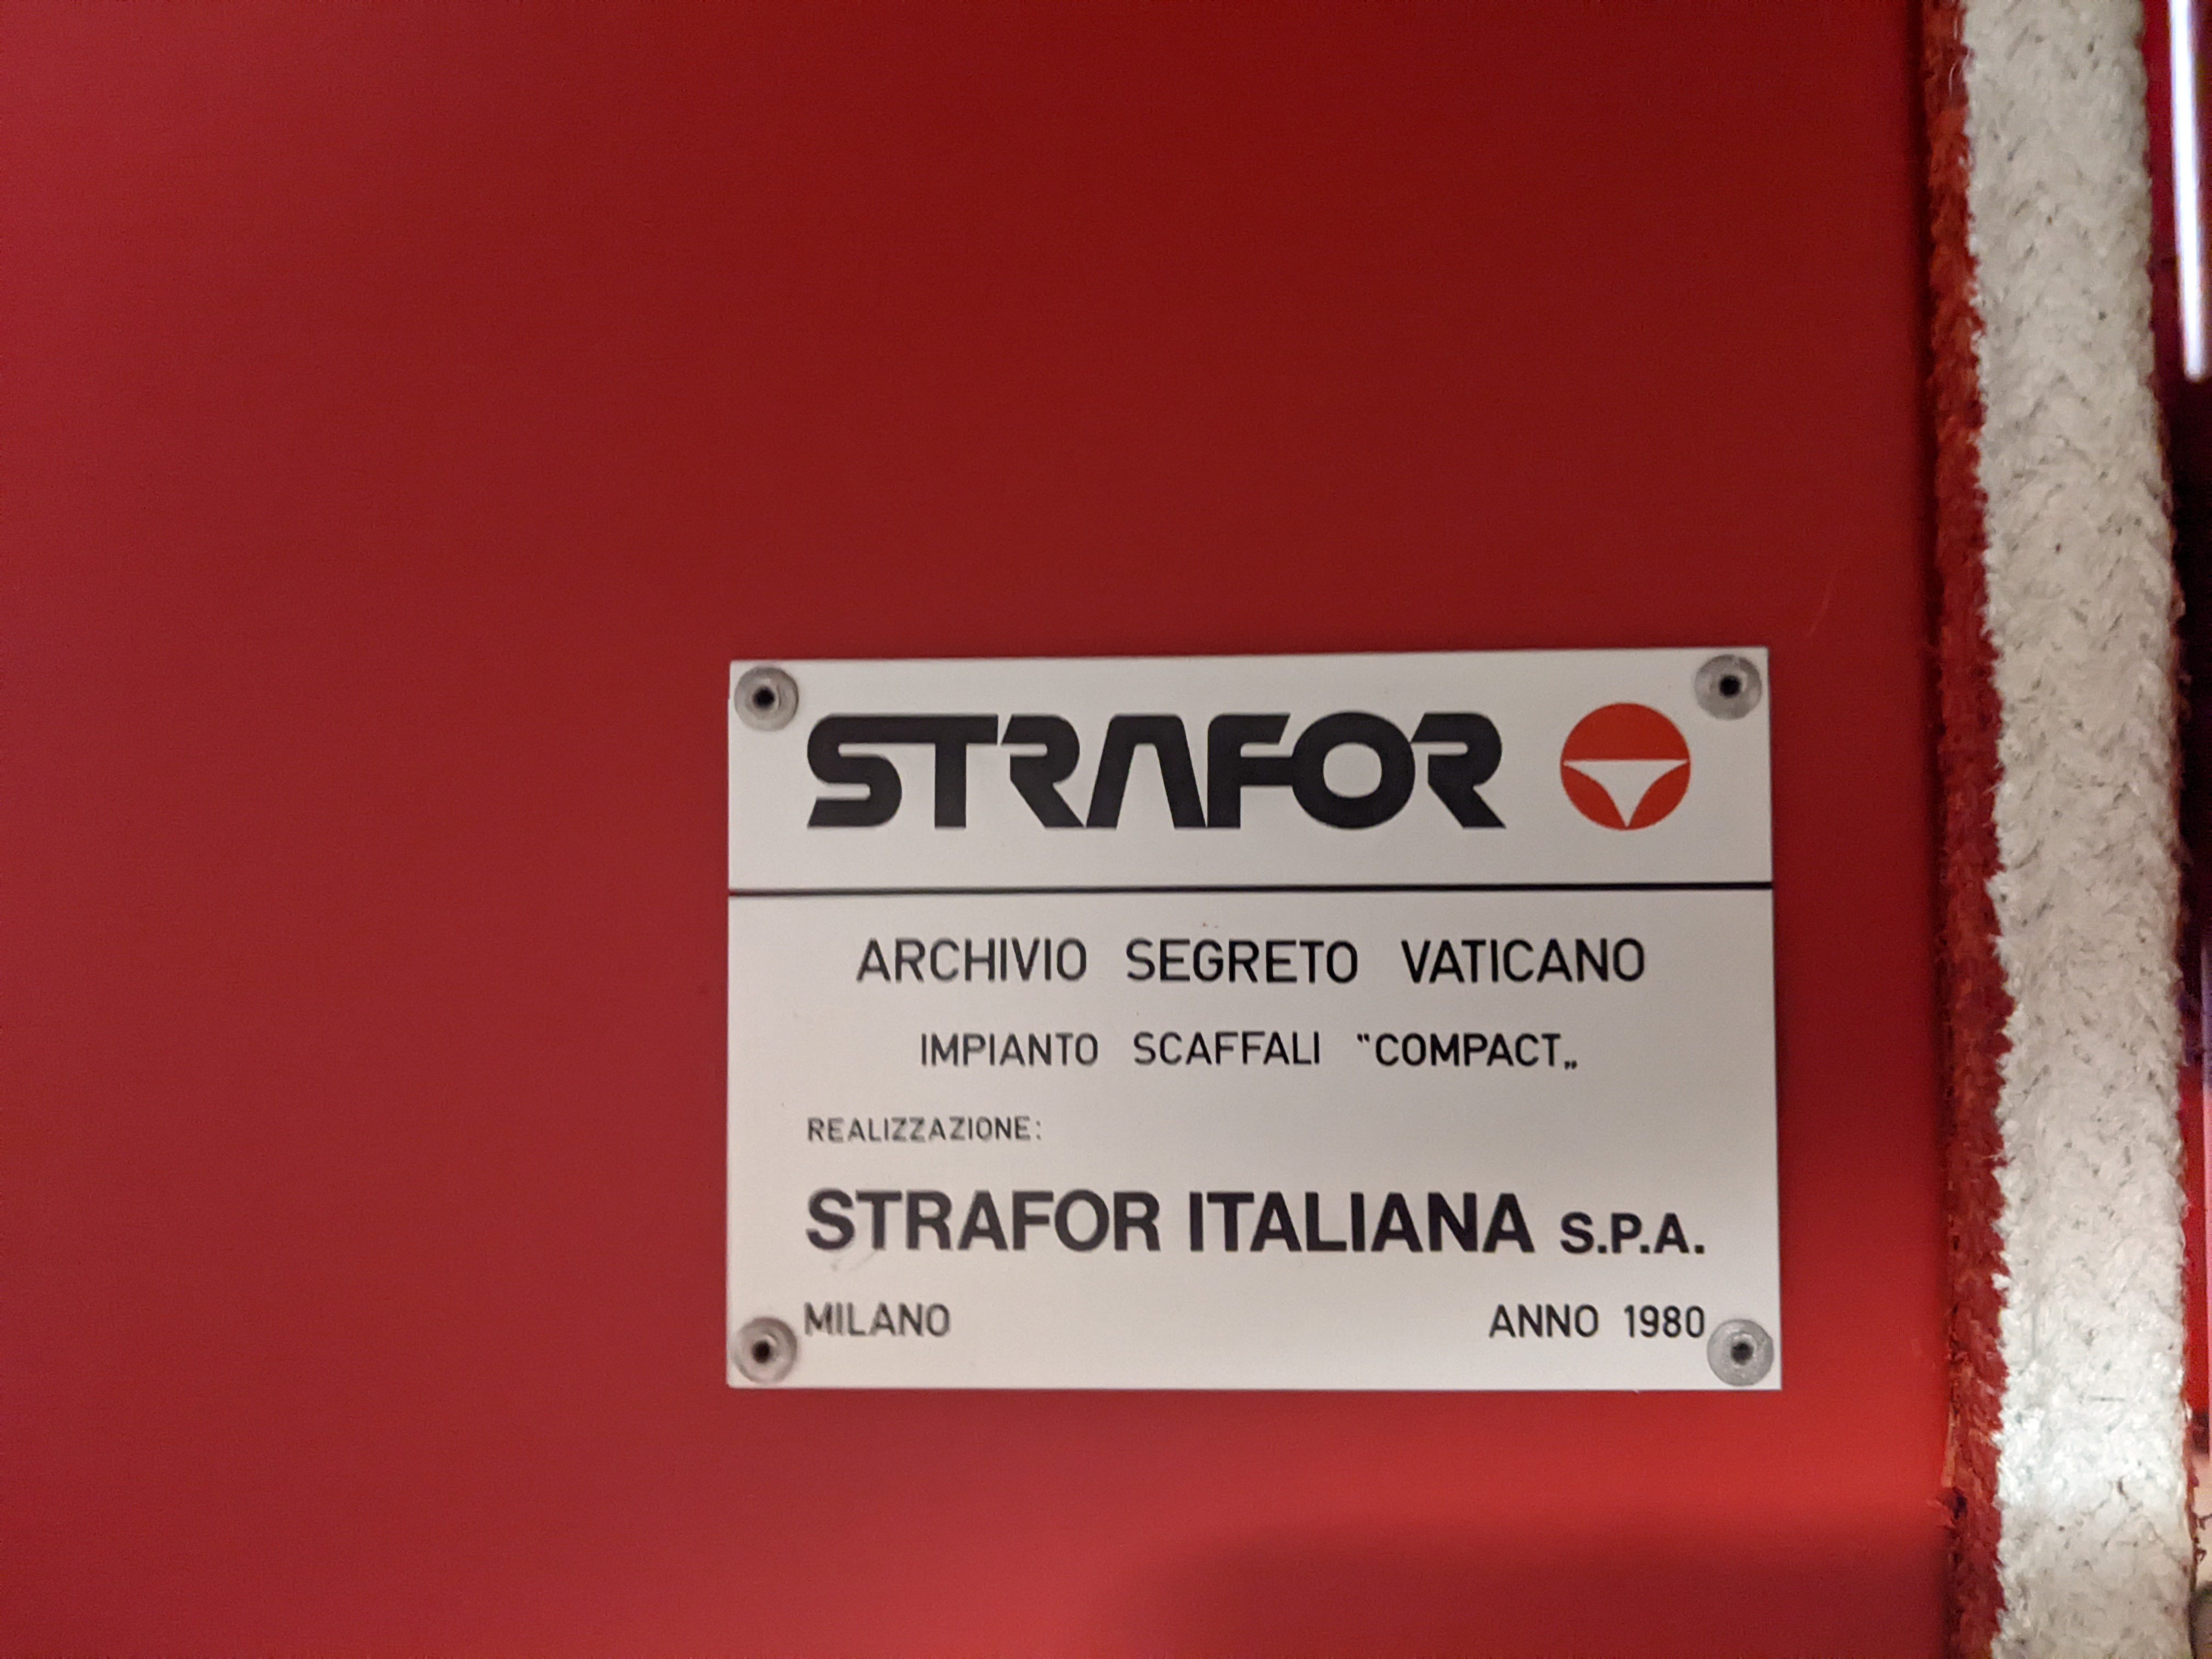 STRAFOR
ARCHIVIO SEGRETO VATICANO
IMPIANTO SCAFFALI "COMPACT„
REALIZZAZIONE:
STRAFOR ITALIANA S.P.A.
MILANO ANNO 1980